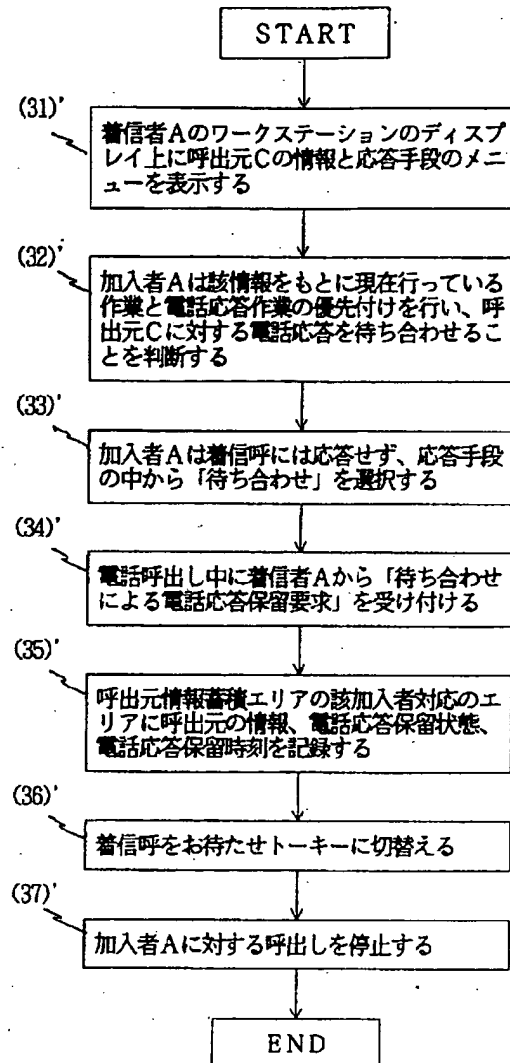 START
(31)'
着信者Aのワークステーションのディスプ
レイ上に呼出元Cの情報と応答手段のメニ
ューを表示する
(32)'
加入者Aは該情報をもとに現在行っている
作業と電話応答作業の優先付けを行い、呼
出元Cに対する電話応答を待ち合わせるこ
とを判断する
(33)'
加入者Aは着信呼には応答せず、応答手段
の中から「待ち合わせ」を選択する
(34)'
電話呼出し中に着信者Aから「待ち合わせ
による電話応答保留要求」を受け付ける
(35)'
呼出元情報蓄積エリアの該加入者対応のエ
リアに呼出元の情報、電話応答保留状態、
電話応答保留時刻を記録する
(36)'
着信呼をお待たせトーキーに切替える
(37)'
加入者Aに対する呼出しを停止する
END